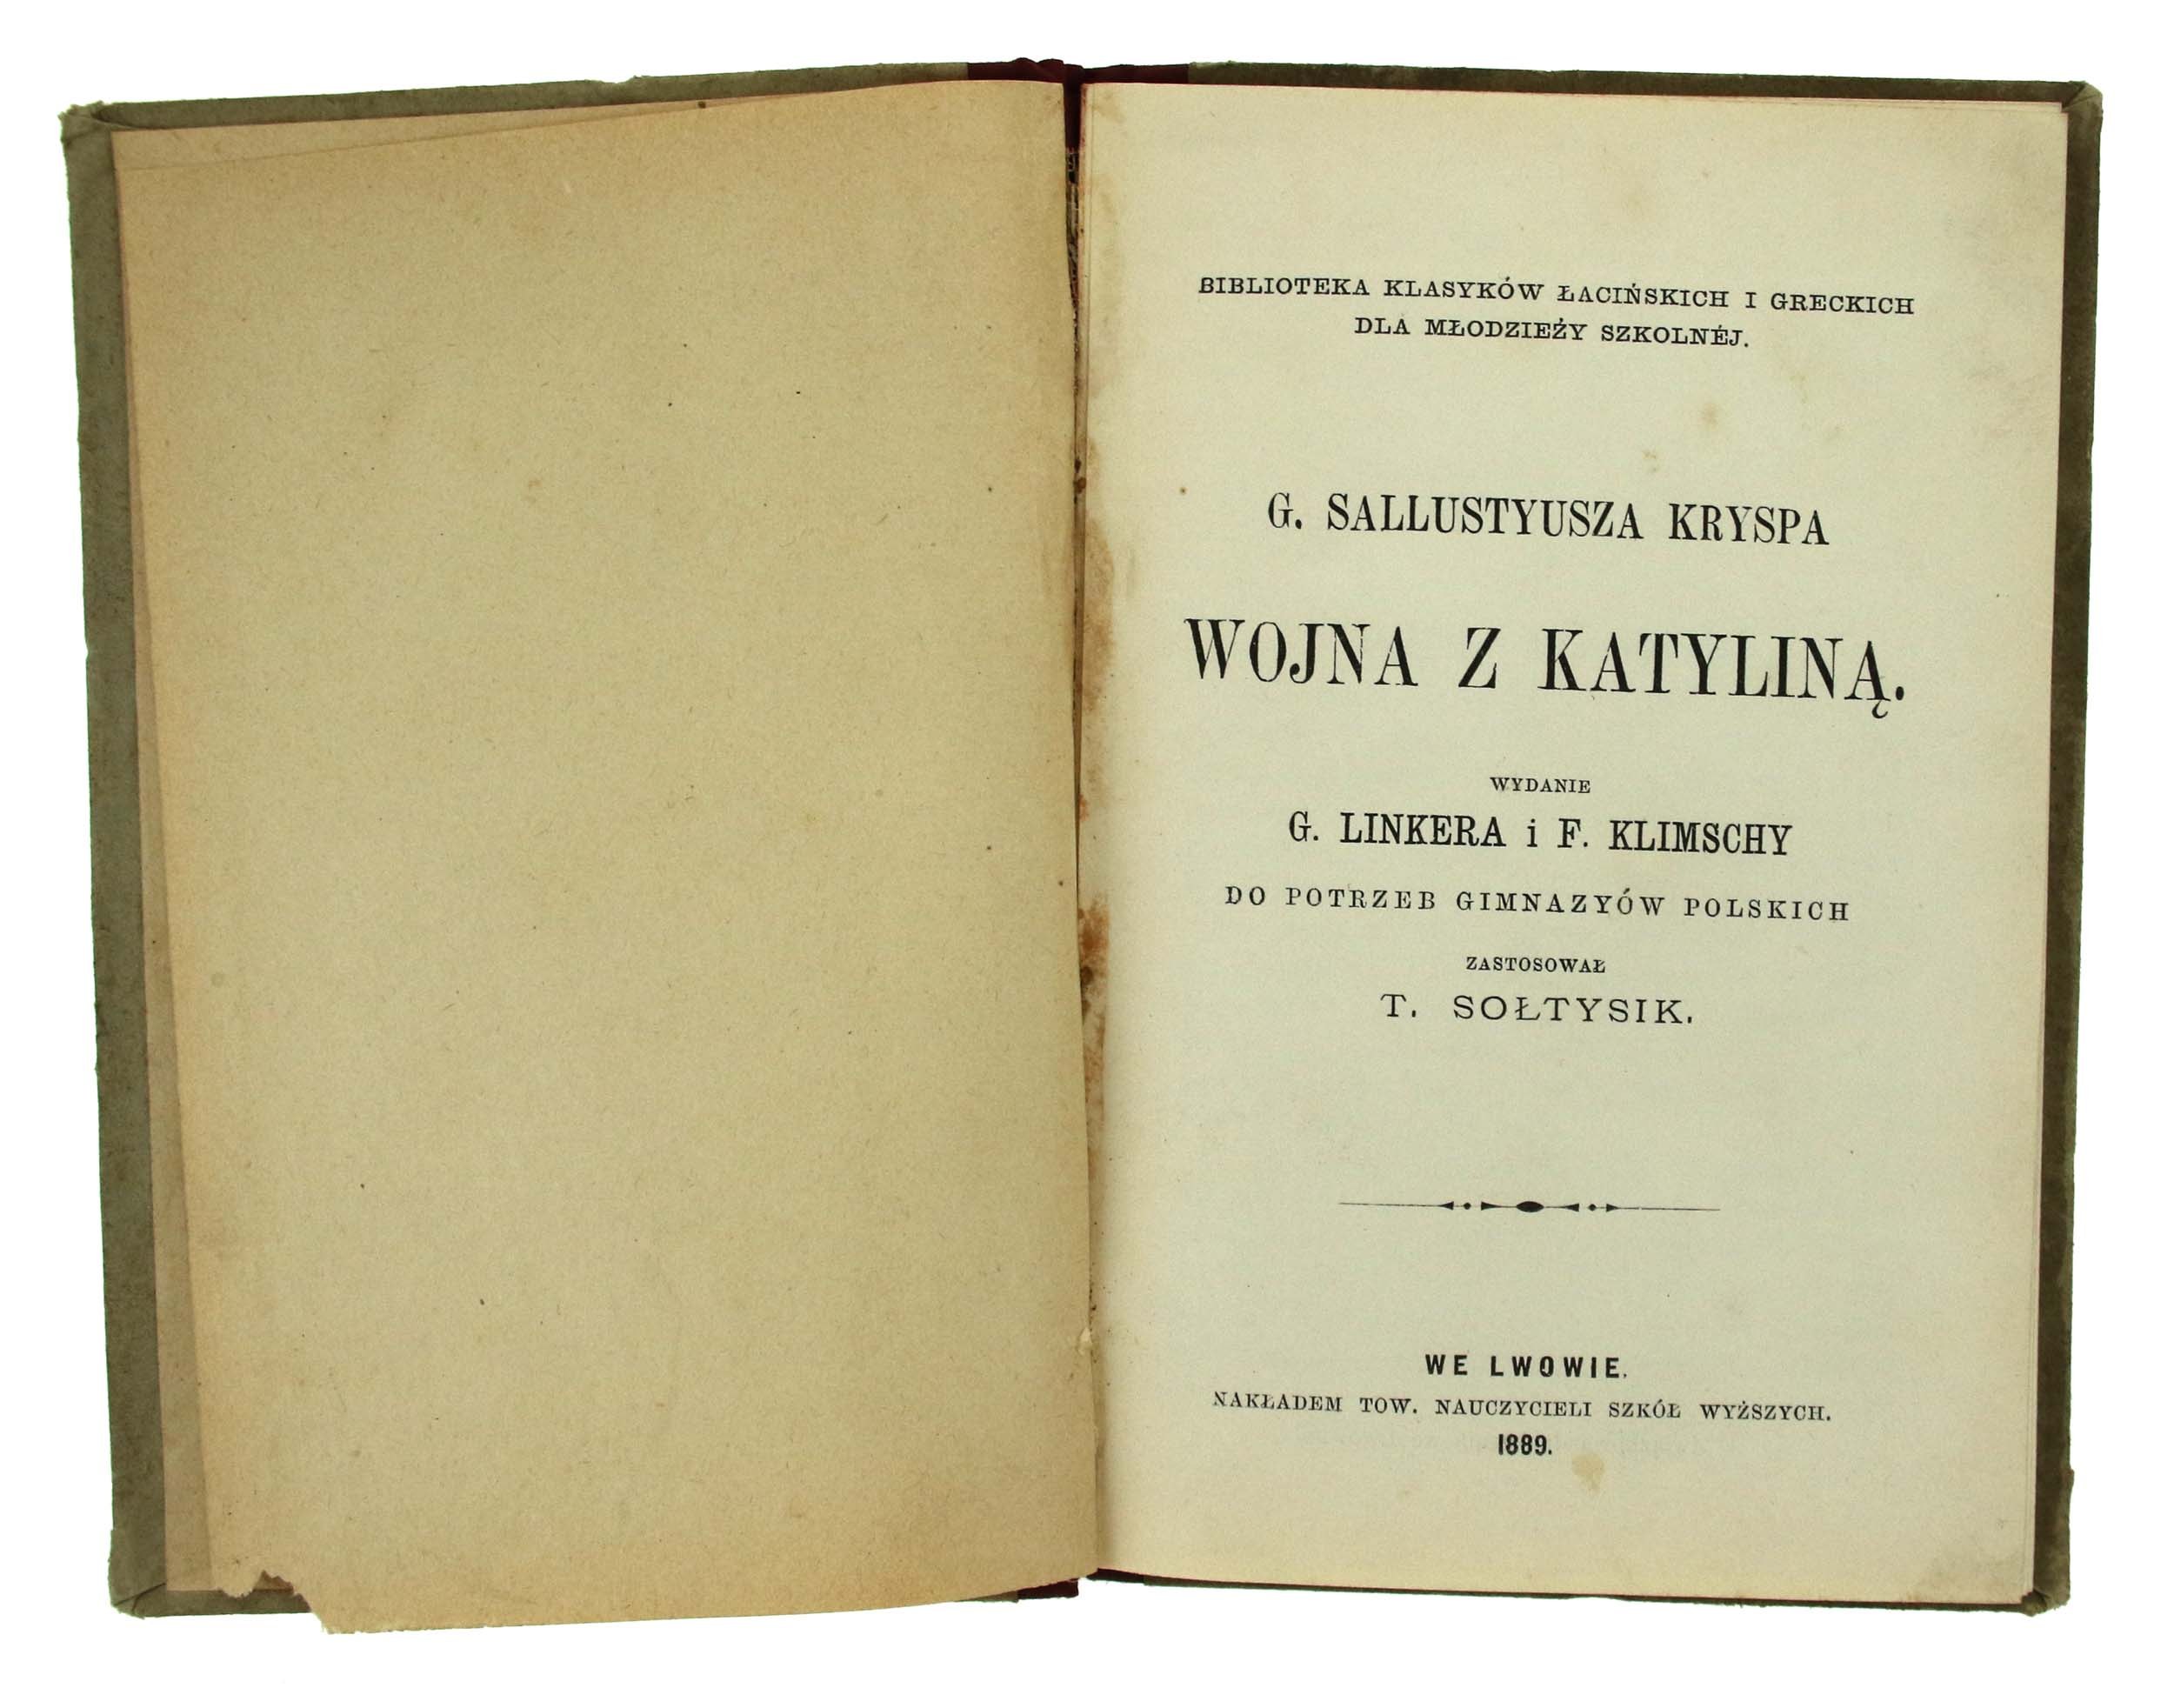 BIBLIOTEKA KLASYKÓW ŁACIŃSKICH I GRECKICH
DLA MŁODZIEŻY SZKOLNÉJ.
G. SALLUSTYUSZA KRYSPA
WOJNA Z KATYLINĄ.
WYDANIE
G. LINKERA i F. KLIMSCHY
DO POTRZEB GIMNAZYÓW POLSKICH
ZASTOSOWAŁ
T. SOŁTYSIK.
WE LWOWIE.
NAKŁADEM TOW. NAUCZYCIELI SZKÓŁ WYŻSZYCH.
1889.